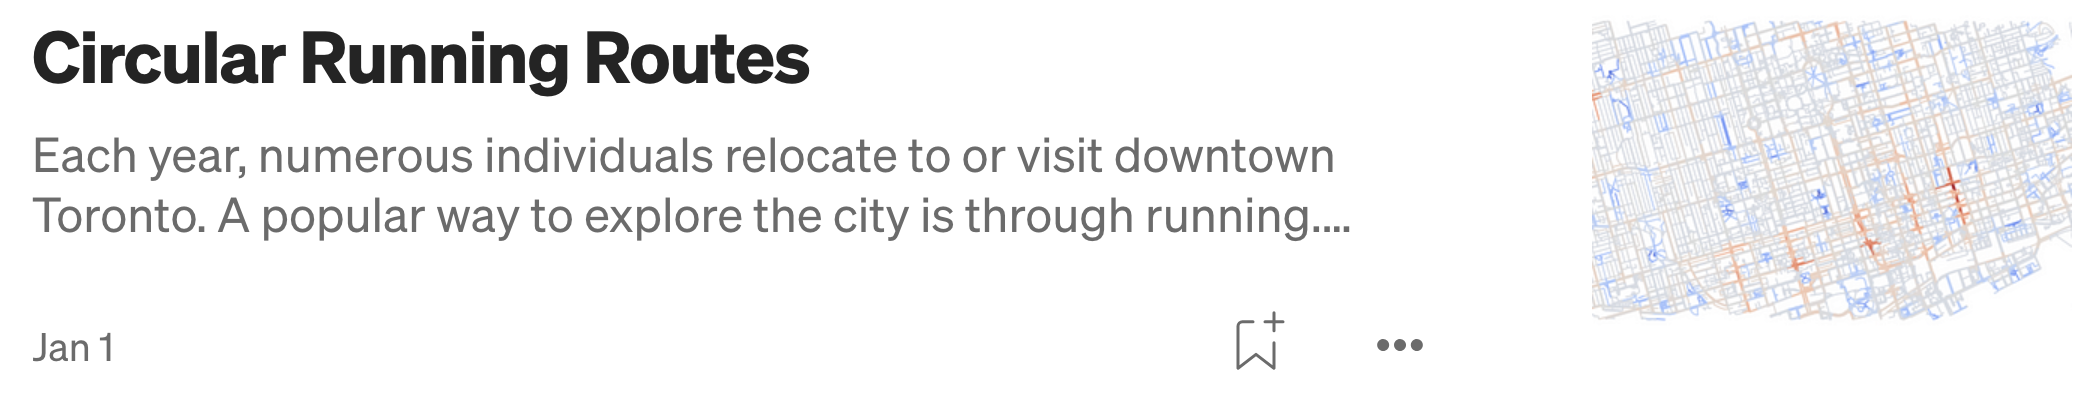 Circular Running Routes
Each year, numerous individuals relocate to or visit downtown
Toronto. A popular way to explore the city is through running....
Jan 1